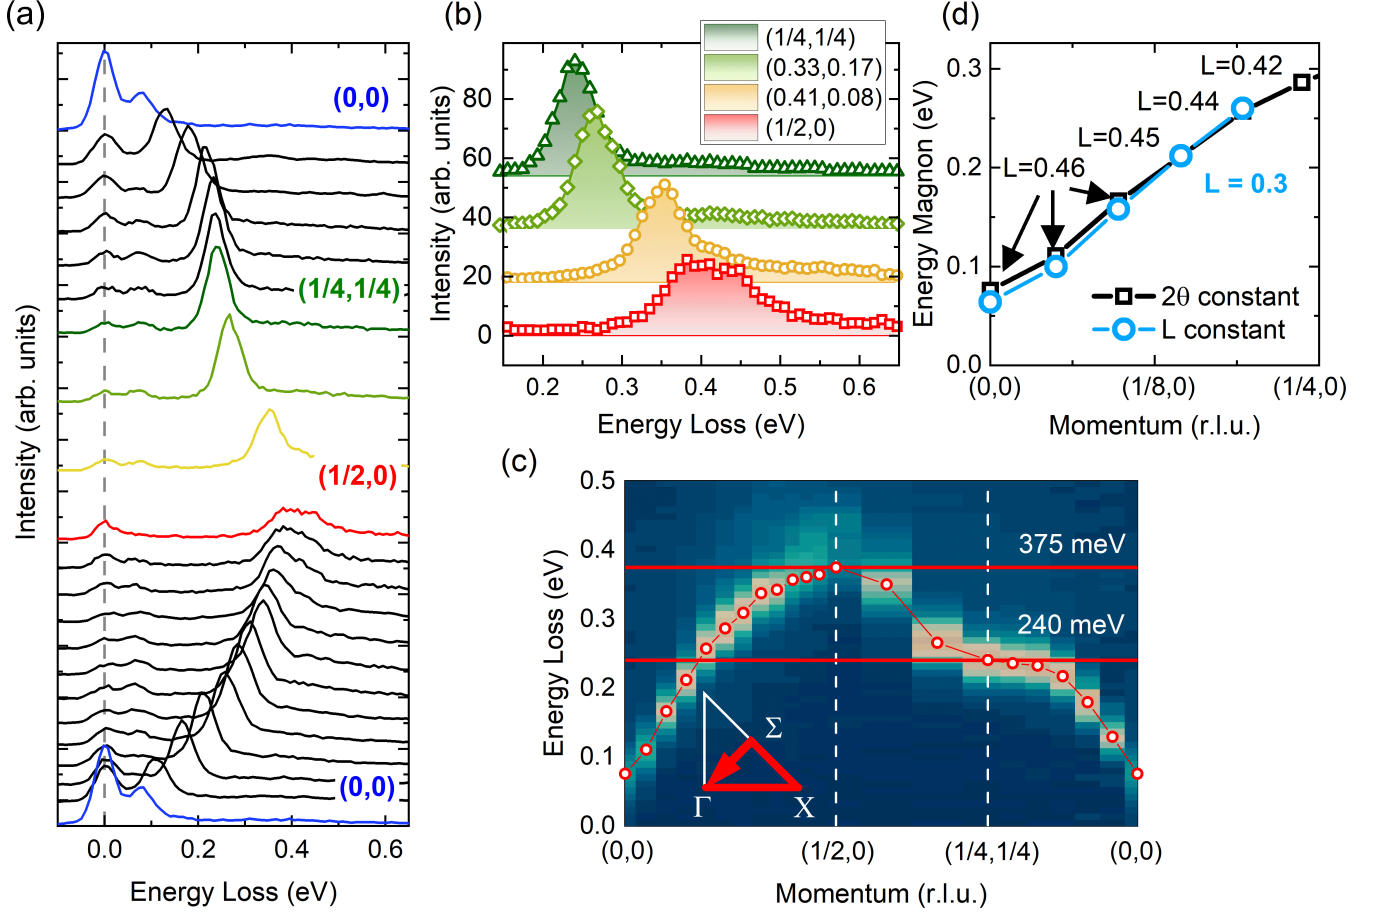 (a)
(0,0)
(1/4,1/4)
(1/2,0)
(0,0)
Intensity (arb. units)
0.0 0.2 0.4 0.6
Energy Loss (eV)
(b)
(1/4,1/4)
(0.33,0.17)
(0.41,0.08)
(1/2,0)
80
60
40
20
0
Intensity (arb. units)
0.2 0.3 0.4 0.5 0.6
Energy Loss (eV)
(d)
0.3
0.2
0.1
0.0
Energy Magnon (eV)
L=0.42
L=0.44
L=0.45
L=0.46
L = 0.3
2θ constant
L constant
(0,0) (1/8,0) (1/4,0)
Momentum (r.l.u.)
(c)
0.5
0.4
0.3
0.2
0.1
0.0
Energy Loss (eV)
375 meV
240 meV
Σ
Γ X
(0,0) (1/2,0) (1/4,1/4) (0,0)
Momentum (r.l.u.)